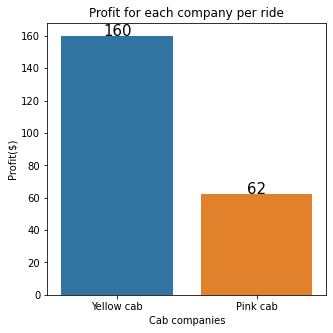 Profit for each company per ride
160
62
160
140
120
100
80
60
40
20
0
Profit($)
Yellow cab
Pink cab
Cab companies